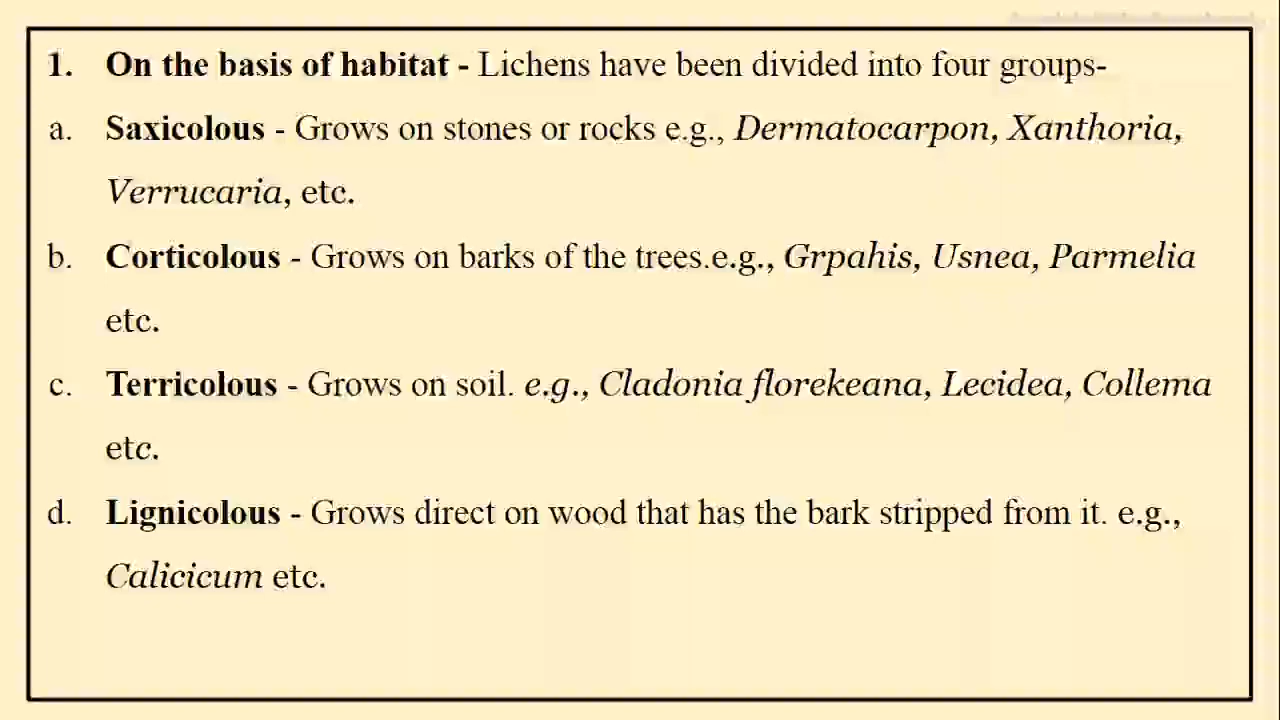 1. On the basis of habitat - Lichens have been divided into four groups-
a. Saxicolous - Grows on stones or rocks e.g., Dermatocarpon, Xanthoria,
Verrucaria, etc.
b. Corticolous - Grows on barks of the trees.e.g., Grpahis, Usnea, Parmelia
etc.
c. Terricolous - Grows on soil. e.g., Cladonia florekeana, Lecidea, Collema
etc.
d. Lignicolous - Grows direct on wood that has the bark stripped from it. e.g.,
Calicicum etc.